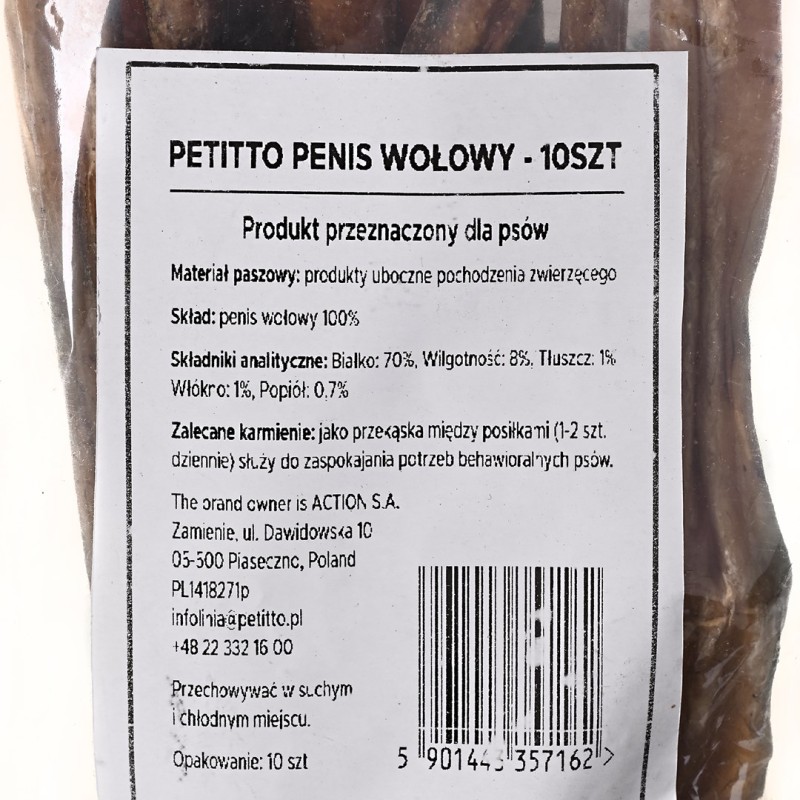 PETITTO PENIS WOŁOWY - 10SZT
Produkt przeznaczony dla psów
Materiał paszowy: produkty uboczne pochodzenia zwierzęcego
Skład: penis wołowy 100%
Składniki analityczne: Białko: 70%, Wilgotność: 8%, Tłuszcz: 1%
Włókno: 1%, Popiół: 0,7%
Zalecane karmienie: jako przekąska między posiłkami (1-2 szt.
dziennie) służy do zaspokajania potrzeb behawioralnych psów.
The brand owner is ACTION S.A.
Zamienie, ul. Dawidowska 10
05-500 Piaseczno, Poland
PL1418271p
infolinia@petitto.pl
+48 22 332 16 00
Przechowywać w suchym
i chłodnym miejscu.
Opakowanie: 10 szt
5 901443 357162 >